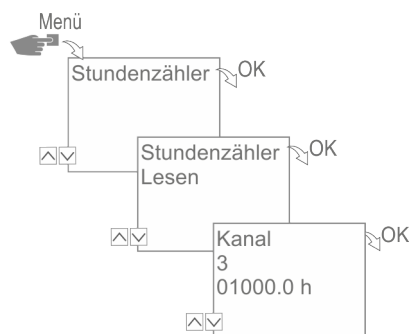 Menü
Stundenzähler
OK
Stundenzähler
Lesen
OK
Kanal
3
01000.0 h
OK